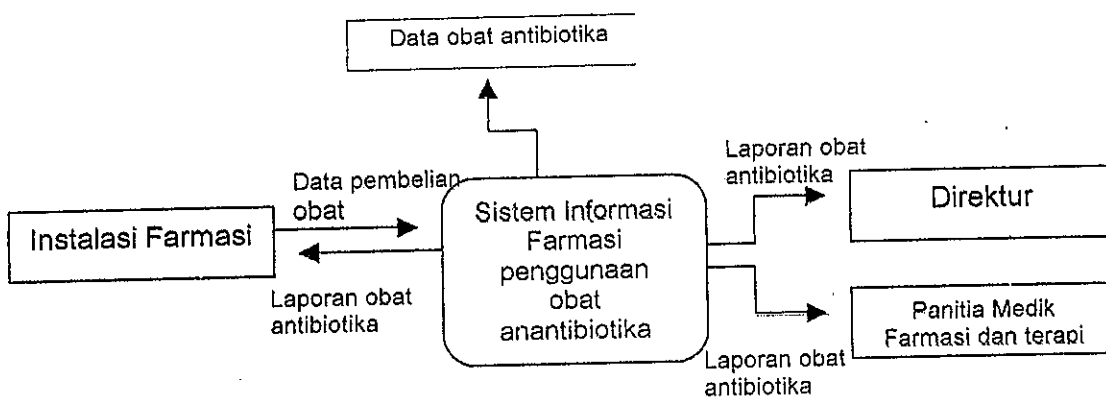 Data obat antibiotika
Laporan obat
antibiotika
Data pembelian
obat
Direktur
Sistem Informasi
Farmasi
penggunaan
obat
anantibiotika
Instalasi Farmasi
Laporan obat
antibiotika
Panitia Medik
Farmasi dan terapi
Laporan obat
antibiotika